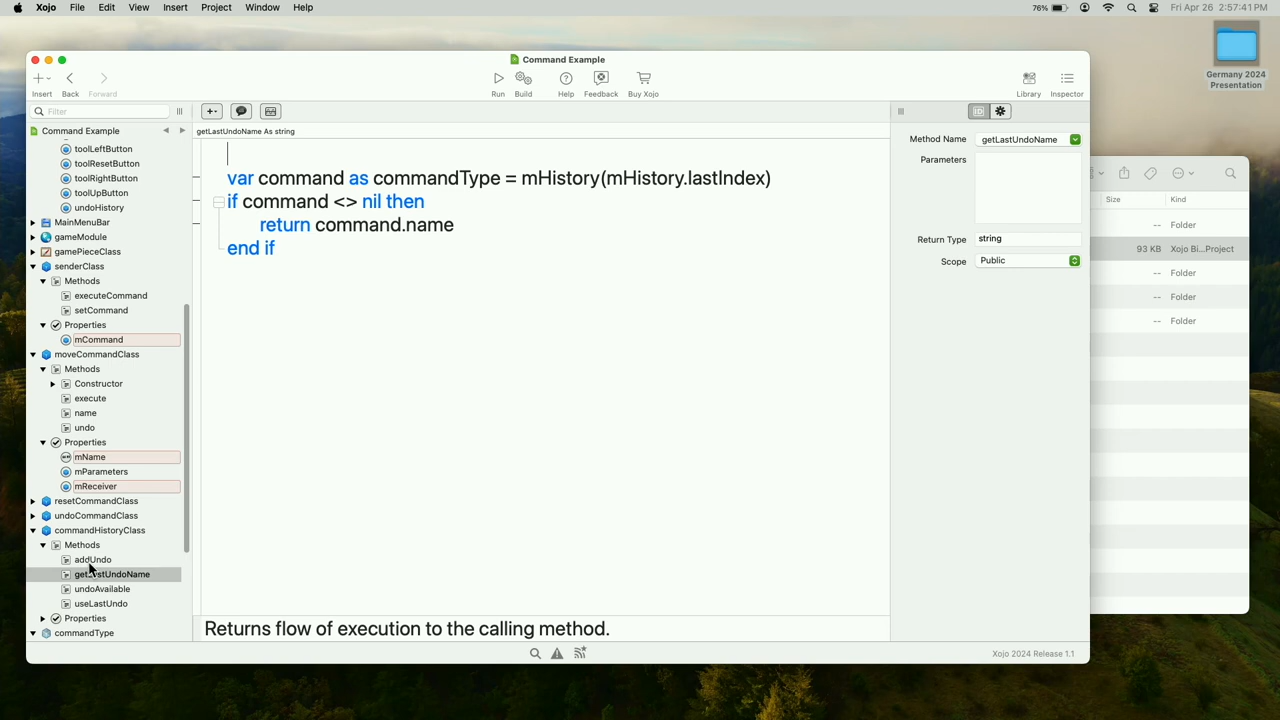 Xojo File Edit View Insert Project Window Help 76% Fri Apr 26 2:57:41 PM
Germany 2024
Presentation
Command Example
Insert Back Forward Run Build Help Feedback Buy Xojo Library Inspector
Filter
Command Example
getLastUndoName As string
toolLeftButton
toolResetButton
toolRightButton
toolUpButton
undoHistory
MainMenuBar
gameModule
gamePieceClass
senderClass
Methods
executeCommand
setCommand
Properties
mCommand
moveCommandClass
Methods
Constructor
execute
name
undo
Properties
mName
mParameters
mReceiver
resetCommandClass
undoCommandClass
commandHistoryClass
Methods
addUndo
getLastUndoName
undoAvailable
useLastUndo
Properties
commandType
var command as commandType = mHistory(mHistory.lastIndex)
if command <> nil then
return command.name
end if
Returns flow of execution to the calling method.
Method Name getLastUndoName
Parameters
Return Type string
Scope Public
Xojo 2024 Release 1.1
Size Kind
Folder
93 KB Xojo Bi...Project
-- Folder
-- Folder
-- Folder